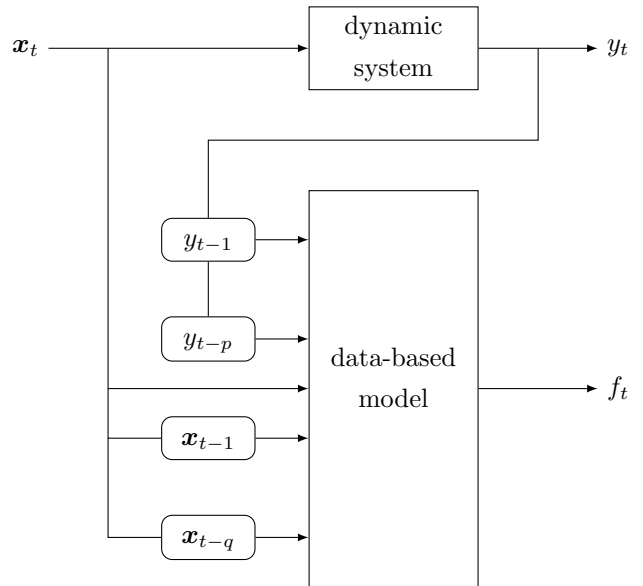 𝒙_t
dynamic
system
y_t
y_{t−1}
y_{t−p}
data-based
model
f_t
𝒙_{t−1}
𝒙_{t−q}